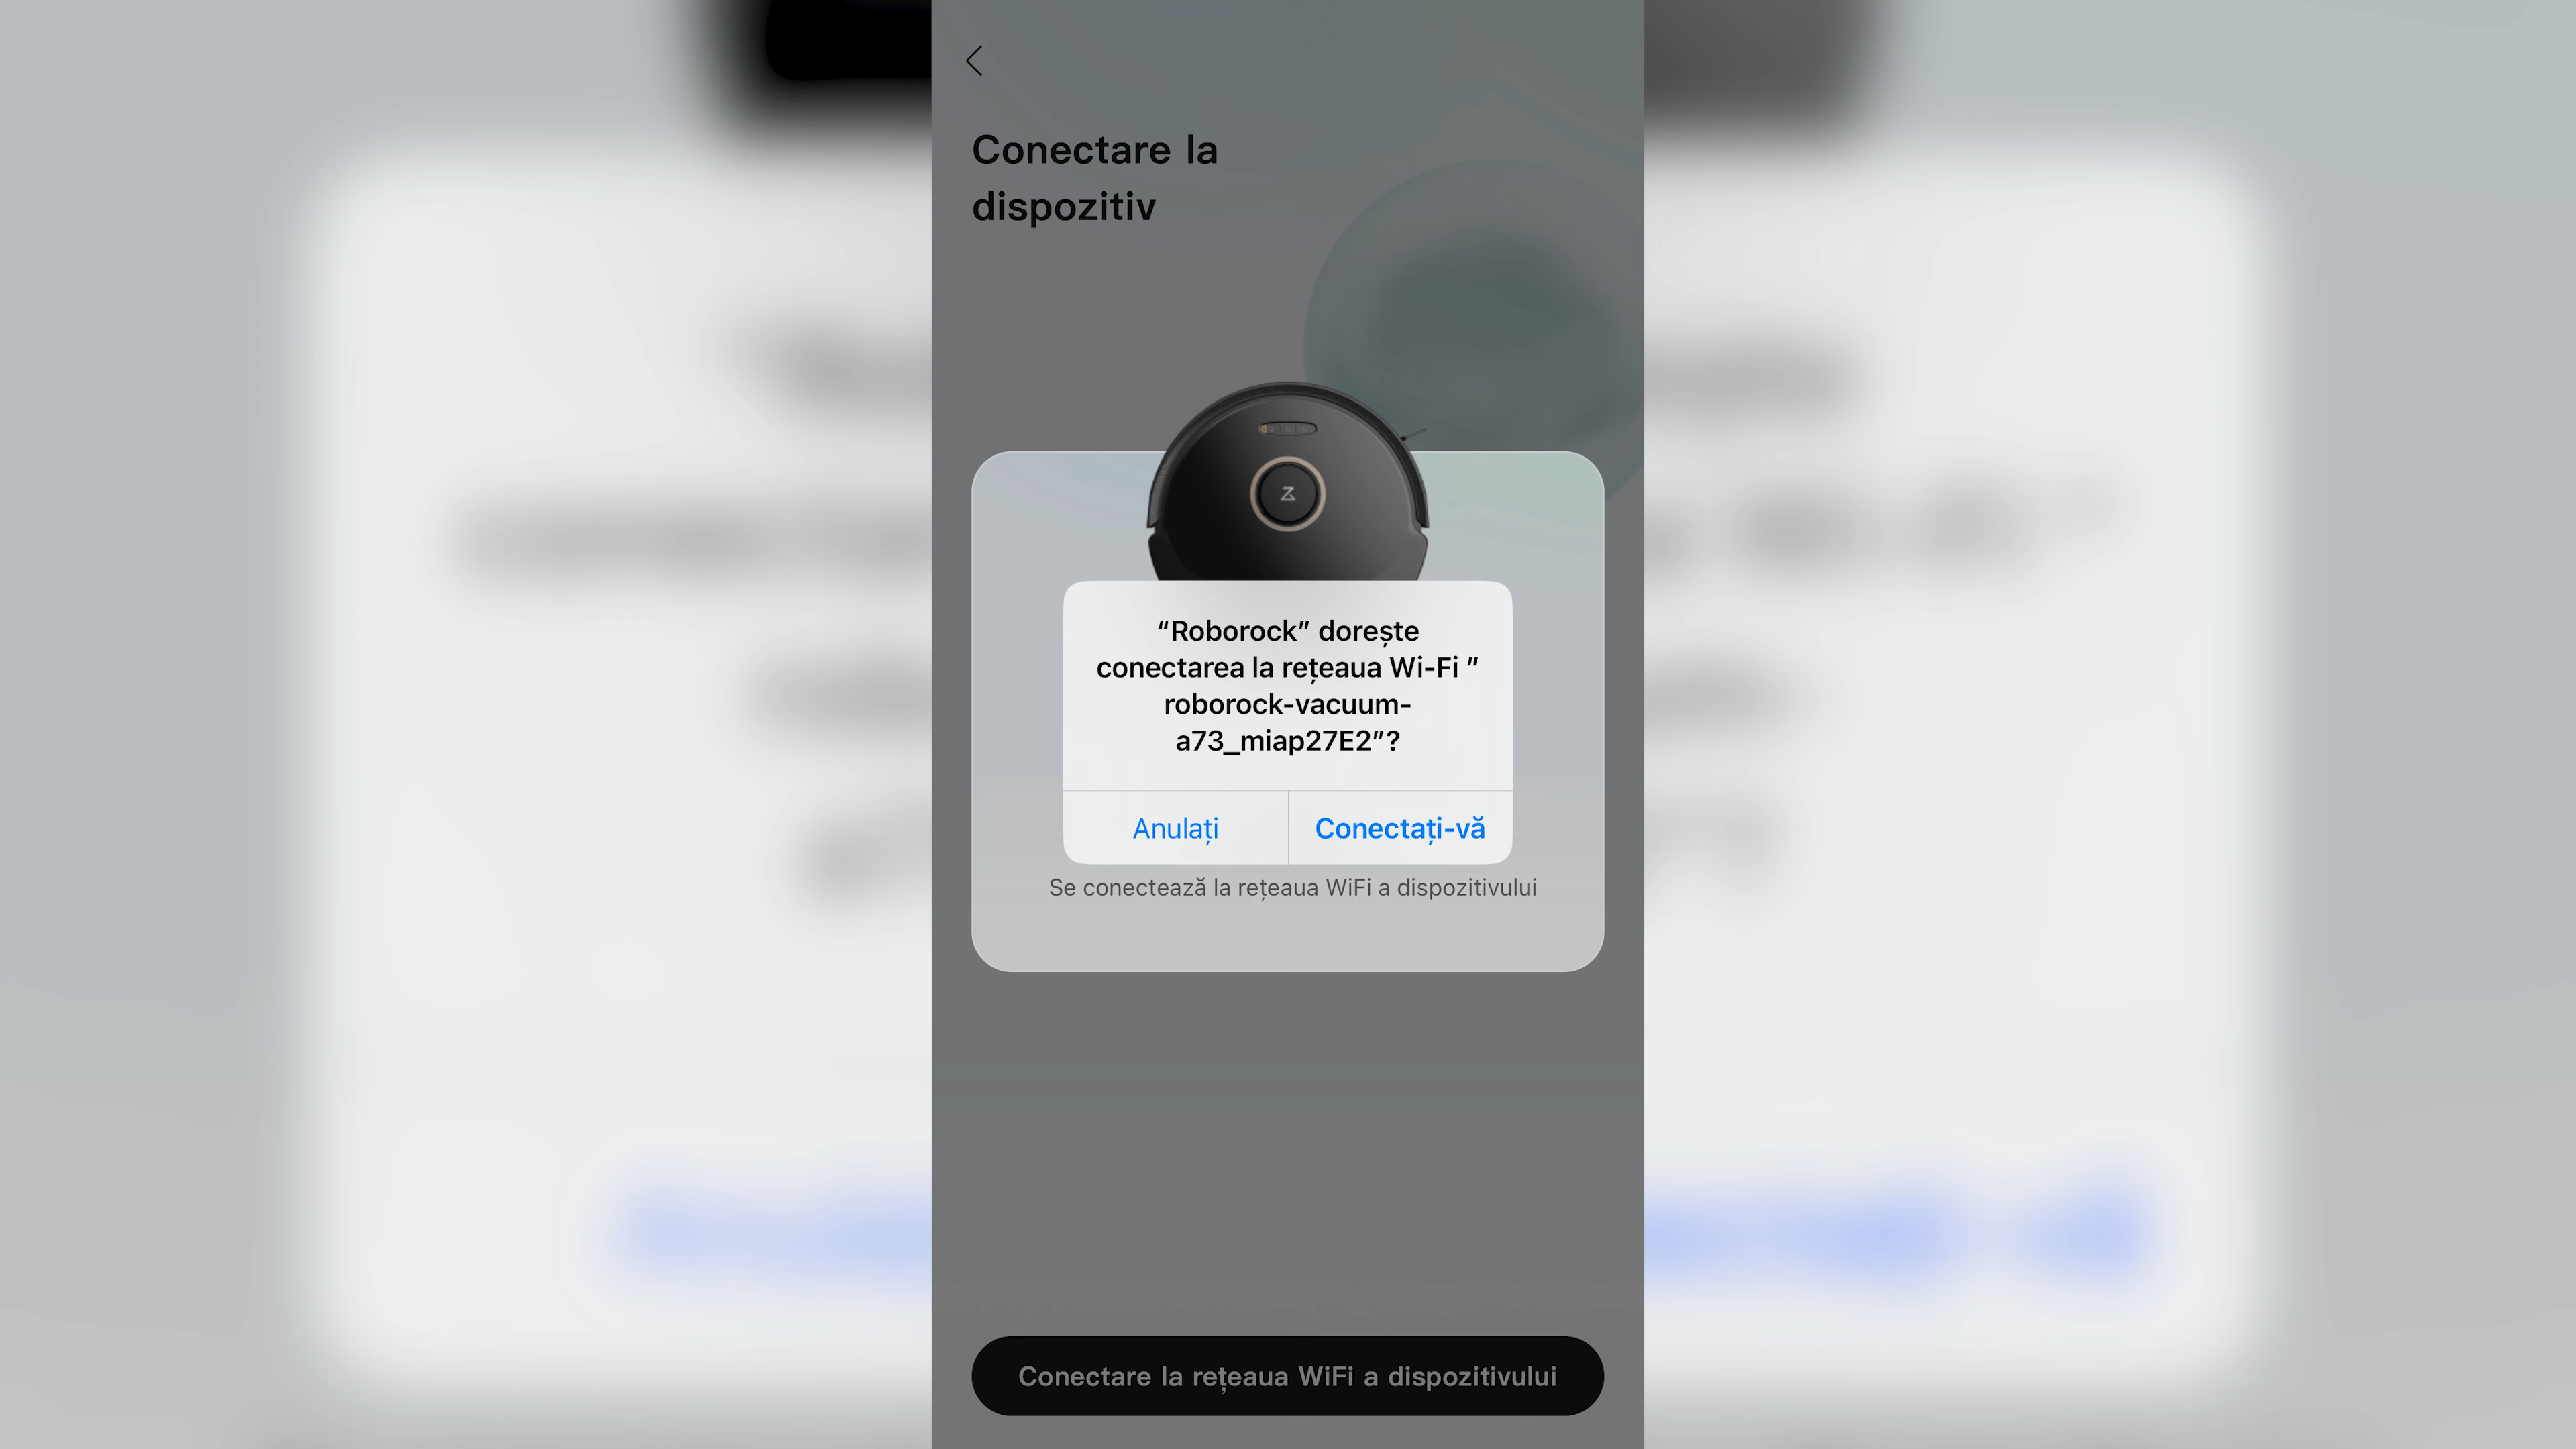 Conectare la
dispozitiv
“Roborock” dorește
conectarea la rețeaua Wi-Fi ”
roborock-vacuum-
a73_miap27E2”?
Anulați
Conectați-vă
Se conectează la rețeaua WiFi a dispozitivului
Conectare la rețeaua WiFi a dispozitivului